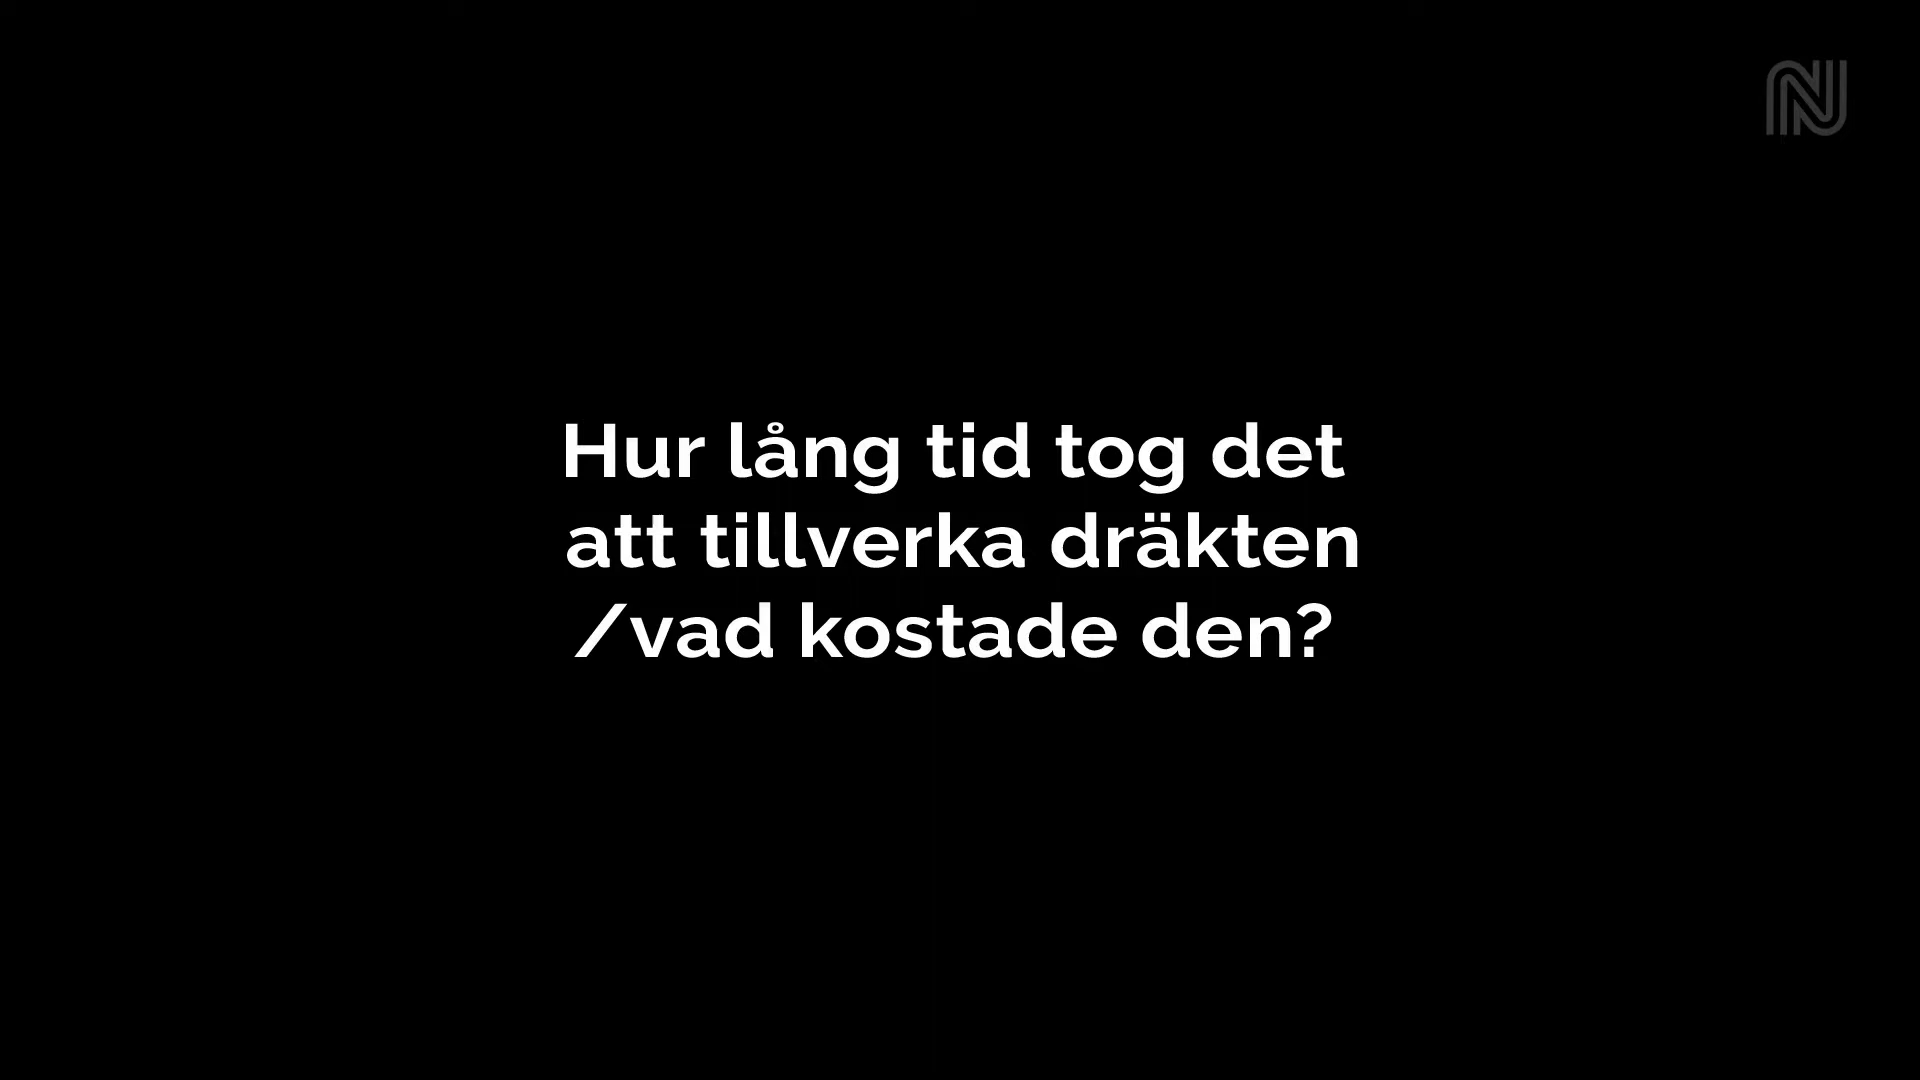 Hur lång tid tog det
att tillverka dräkten
/vad kostade den?